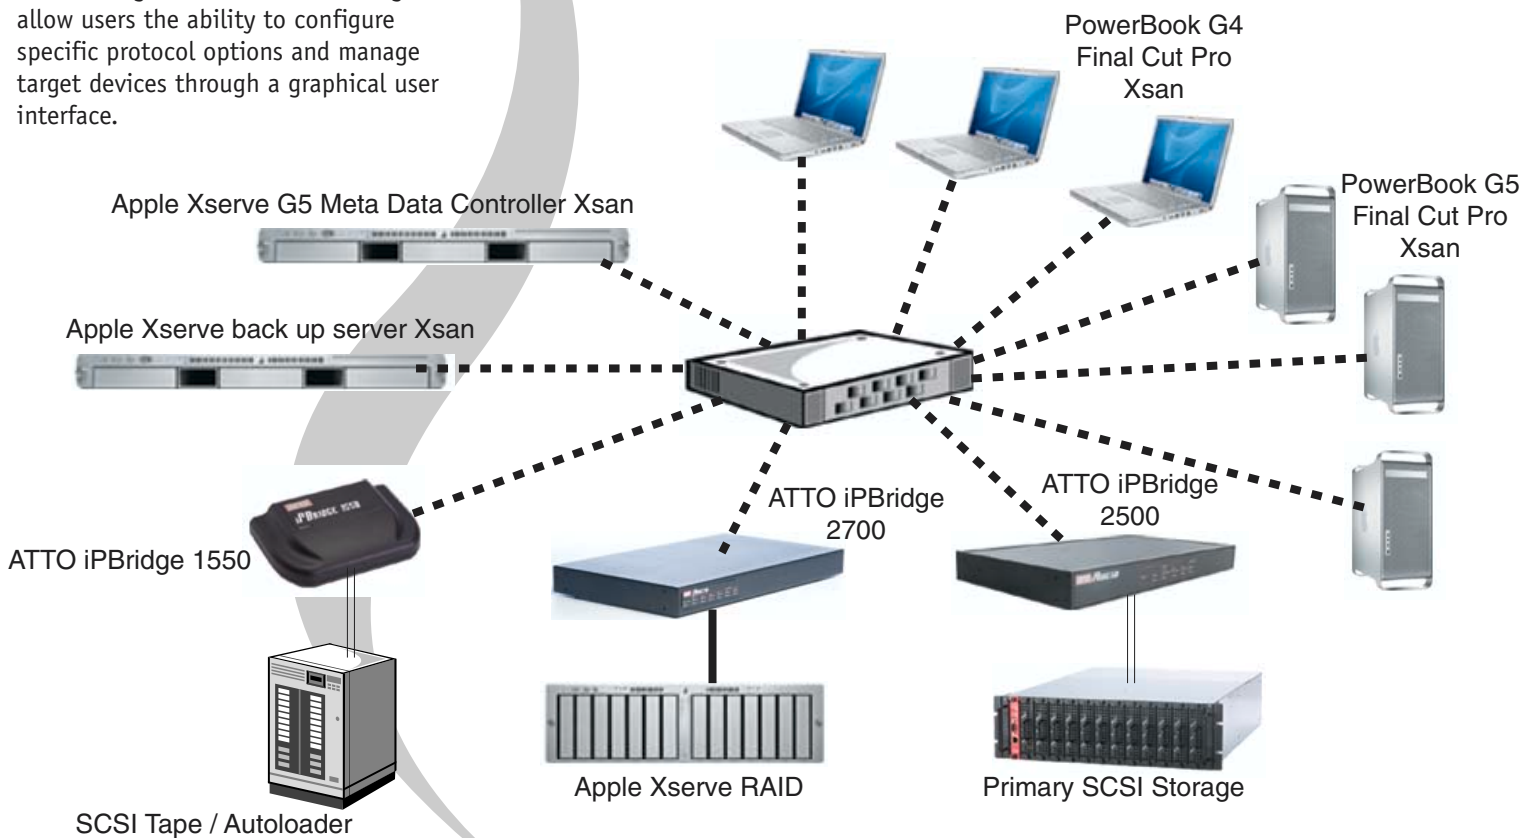 allow users the ability to configure
specific protocol options and manage
target devices through a graphical user
interface.
PowerBook G4
Final Cut Pro
Xsan
PowerBook G5
Final Cut Pro
Xsan
Apple Xserve G5 Meta Data Controller Xsan
Apple Xserve back up server Xsan
ATTO iPBridge
2700
ATTO iPBridge
2500
iPBRIDGE 1550
ATTO iPBridge 1550
Apple Xserve RAID
Primary SCSI Storage
SCSI Tape / Autoloader